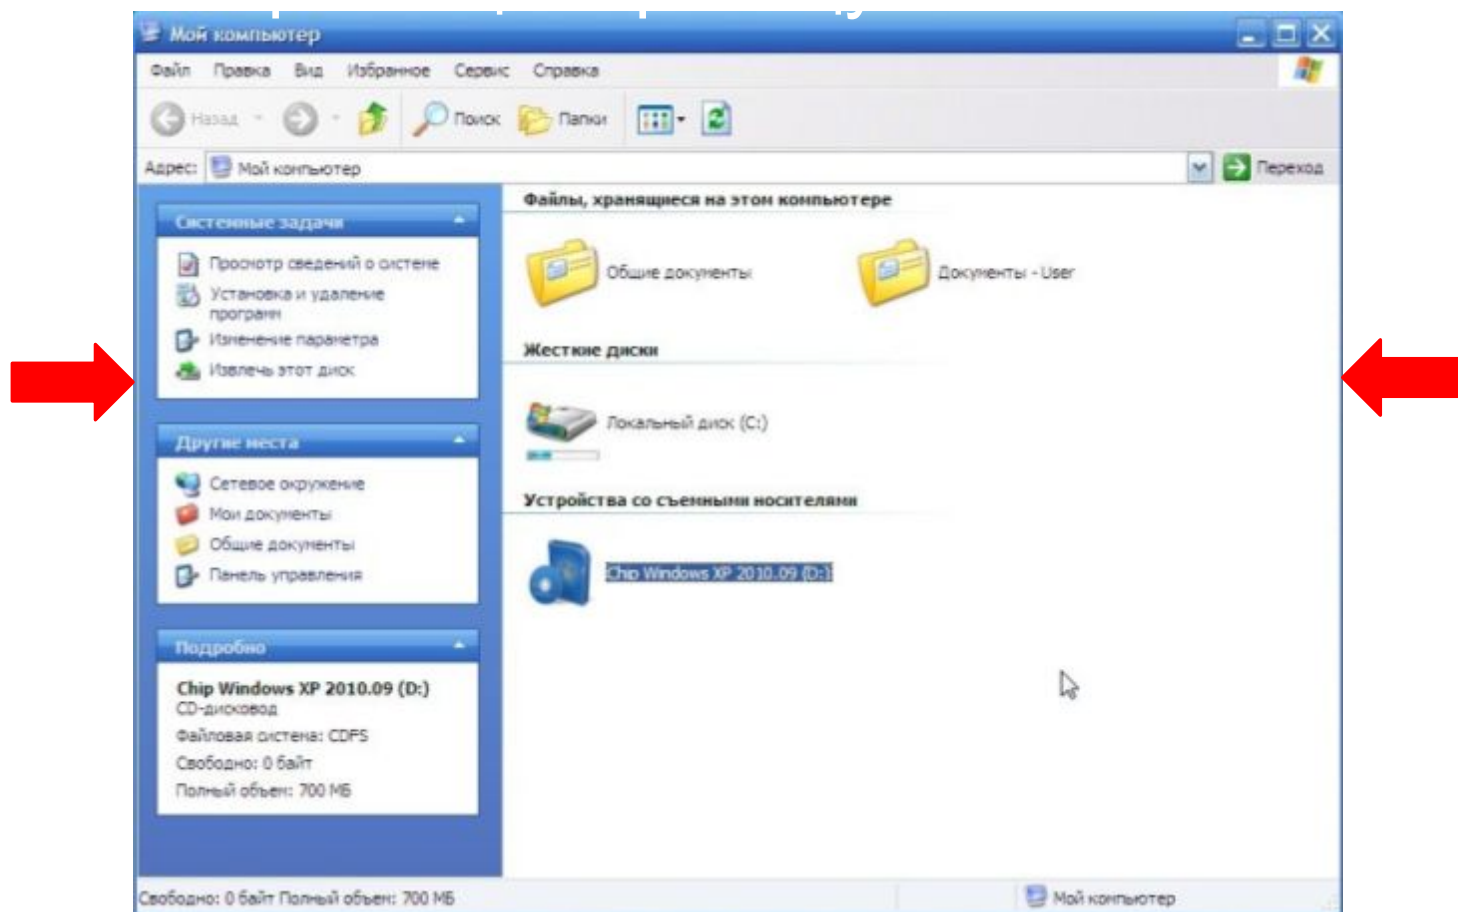 Мой компьютер
Файл Правка Вид Избранное Сервис Справка
Назад Поиск Папки
Адрес: Мой компьютер Переход
Системные задачи
Просмотр сведений о системе
Установка и удаление
программ
Изменение параметра
Извлечь этот диск
Другие места
Сетевое окружение
Мои документы
Общие документы
Панель управления
Подробно
Chip Windows XP 2010.09 (D:)
CD-дисковод
Файловая система: CDFS
Свободно: 0 байт
Полный объем: 700 МБ
Файлы, хранящиеся на этом компьютере
Общие документы
Документы - User
Жесткие диски
Локальный диск (C:)
Устройства со съемными носителями
Chip Windows XP 2010.09 (D:)
Свободно: 0 байт Полный объем: 700 МБ
Мой компьютер